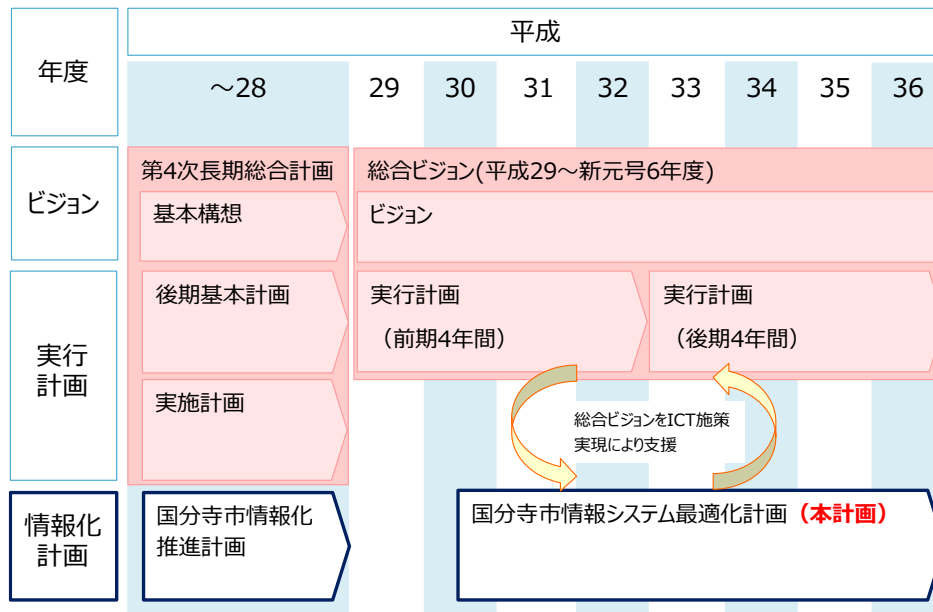 年度
平成
～28
29
30
31
32
33
34
35
36
ビジョン
第4次長期総合計画
基本構想
総合ビジョン(平成29～新元号6年度)
ビジョン
実行
計画
後期基本計画
実施計画
実行計画
（前期4年間）
実行計画
（後期4年間）
総合ビジョンをICT施策
実現により支援
情報化
計画
国分寺市情報化
推進計画
国分寺市情報システム最適化計画（本計画）